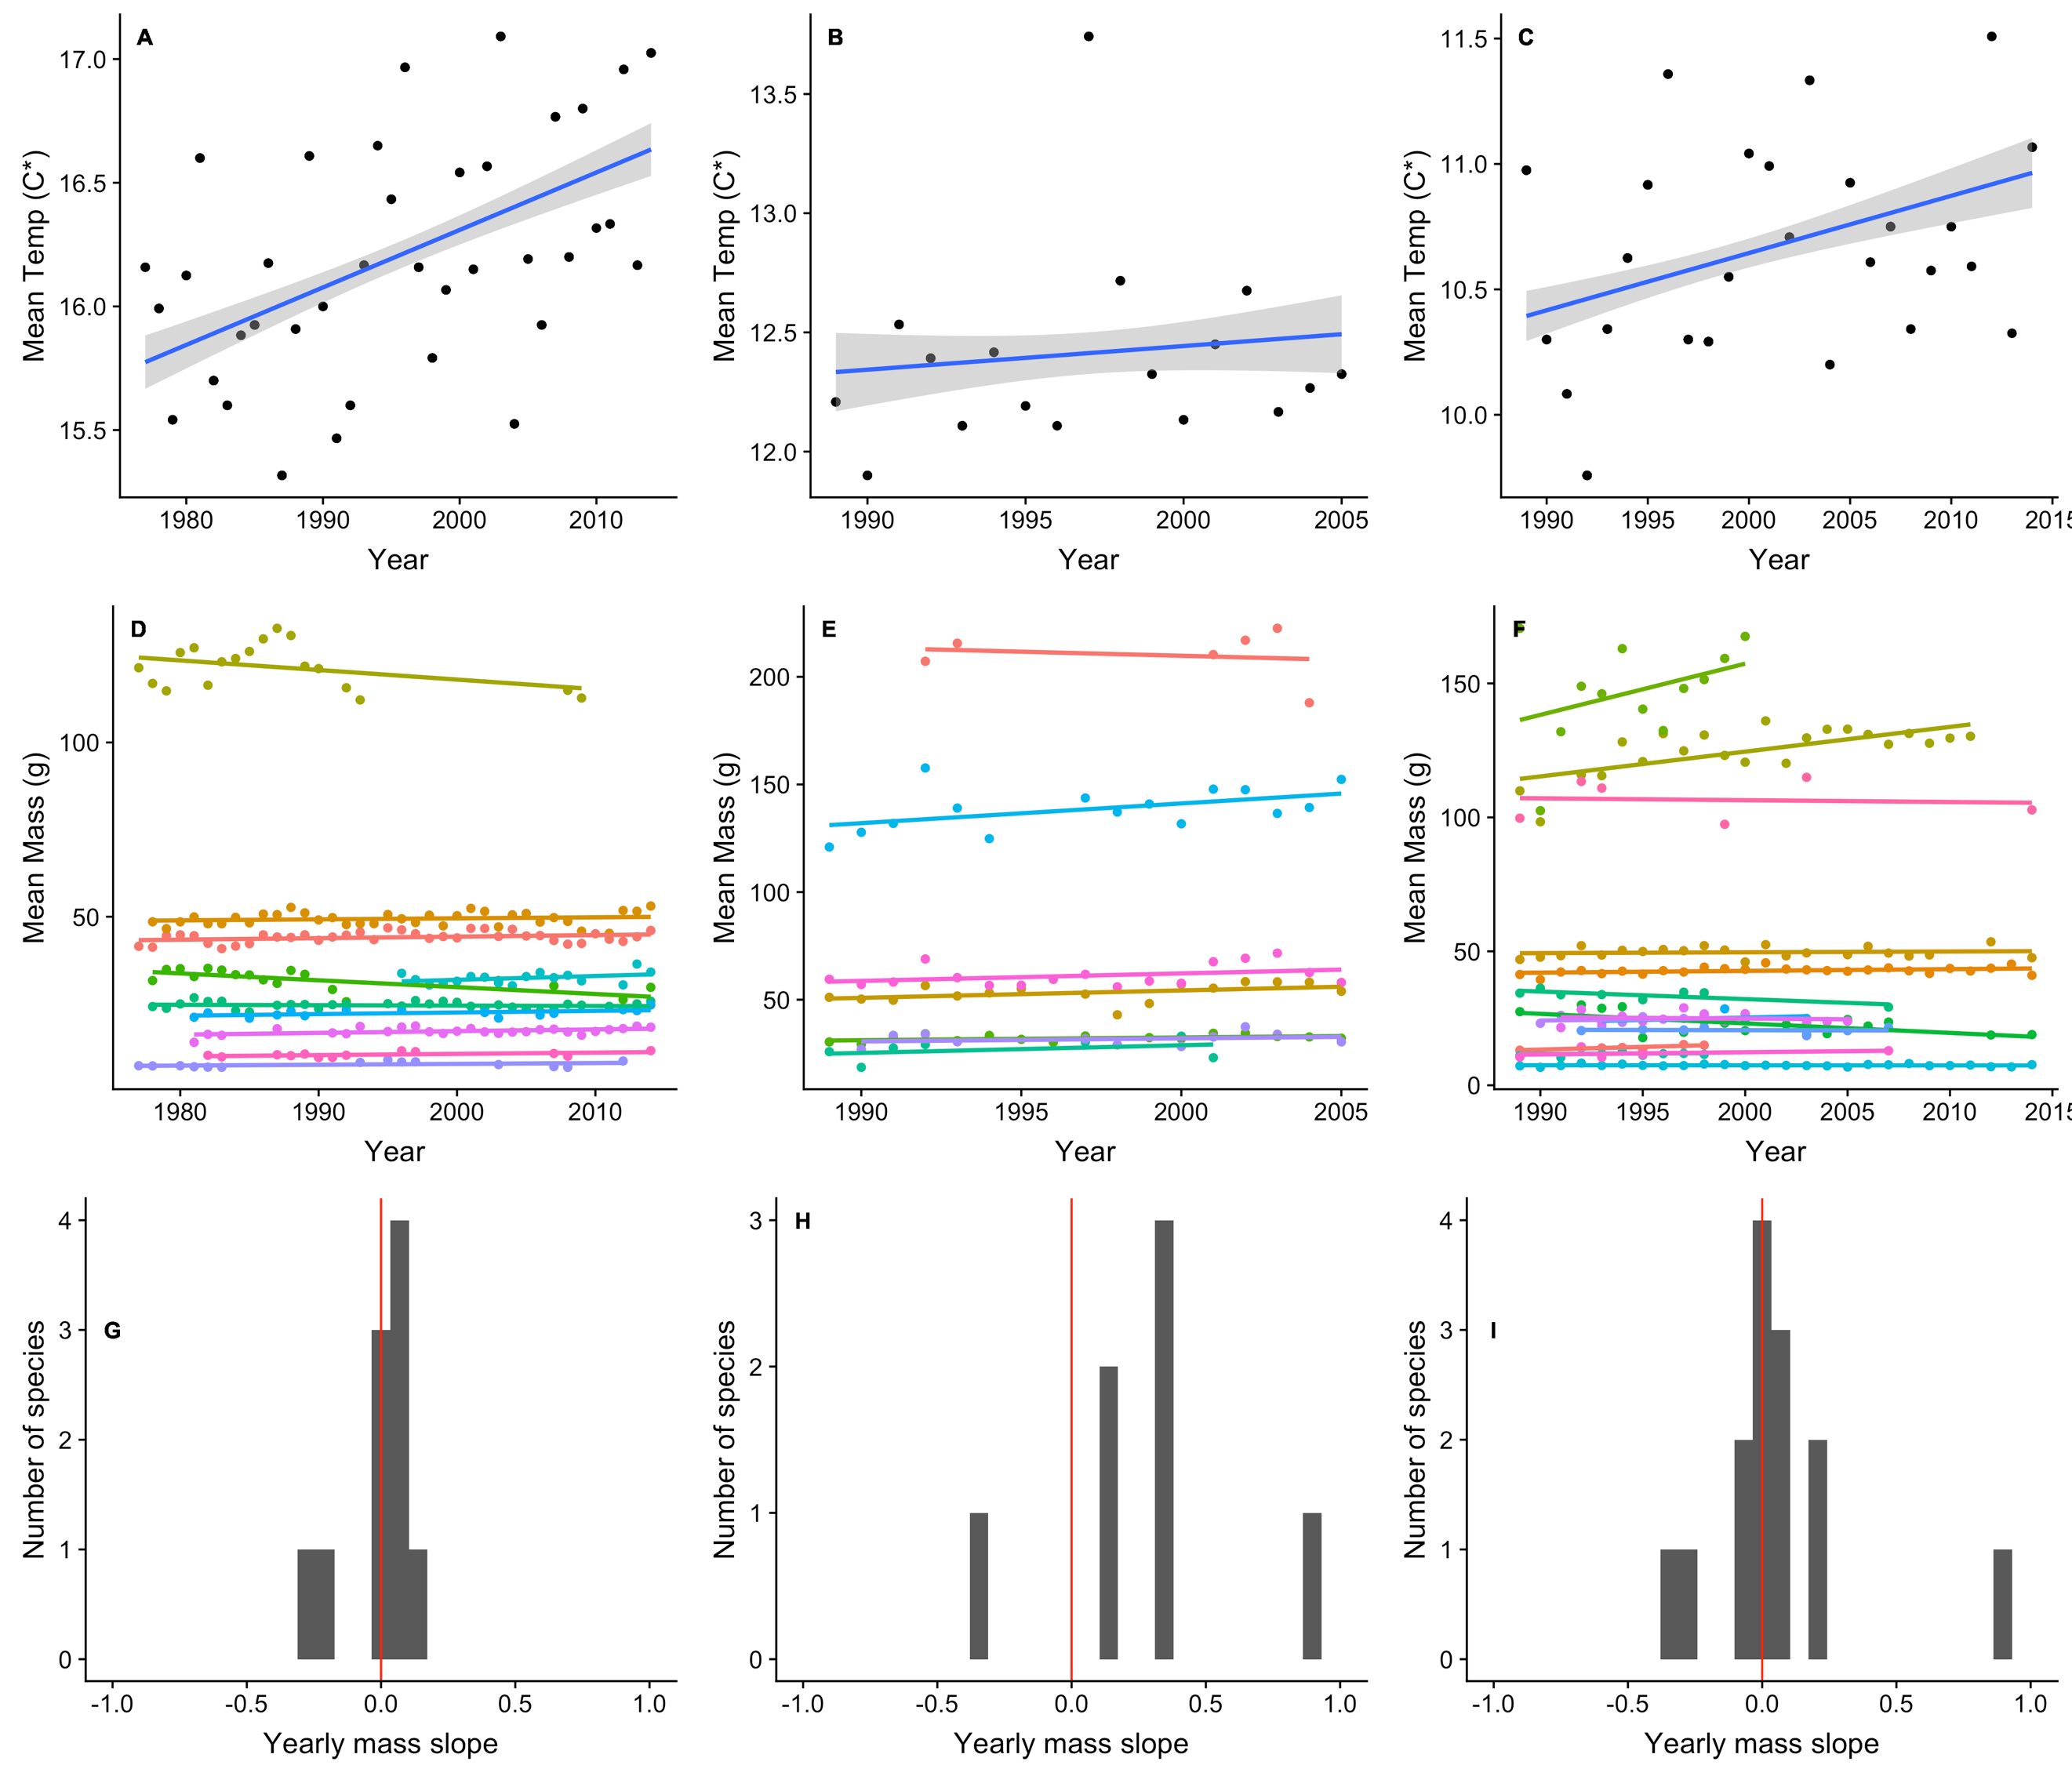 A
17.0
16.5
16.0
15.5
Mean Temp (C*)
1980 1990 2000 2010
Year
B
13.5
13.0
12.5
12.0
Mean Temp (C*)
1990 1995 2000 2005
Year
C
11.5
11.0
10.5
10.0
Mean Temp (C*)
1990 1995 2000 2005 2010 2015
Year
D
100
50
Mean Mass (g)
1980 1990 2000 2010
Year
E
200
150
100
50
Mean Mass (g)
1990 1995 2000 2005
Year
F
150
100
50
0
Mean Mass (g)
1990 1995 2000 2005 2010 2015
Year
G
4
3
2
1
0
Number of species
-1.0 -0.5 0.0 0.5 1.0
Yearly mass slope
H
3
2
1
0
Number of species
-1.0 -0.5 0.0 0.5 1.0
Yearly mass slope
I
4
3
2
1
0
Number of species
-1.0 -0.5 0.0 0.5 1.0
Yearly mass slope